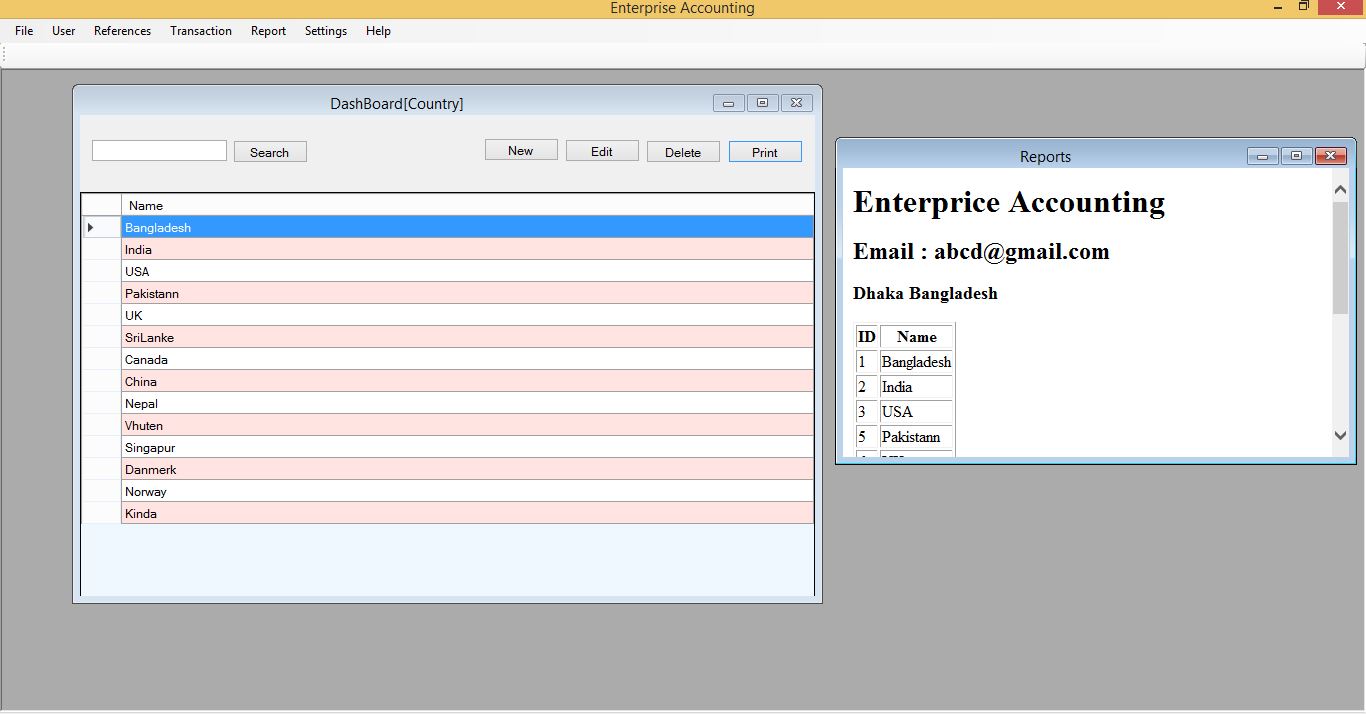 Enterprise Accounting
File User References Transaction Report Settings Help
DashBoard[Country]
Search New Edit Delete Print
Name
Bangladesh
India
USA
Pakistann
UK
SriLanke
Canada
China
Nepal
Vhuten
Singapur
Danmerk
Norway
Kinda
Reports
Enterprice Accounting
Email : abcd@gmail.com
Dhaka Bangladesh
ID Name
1 Bangladesh
2 India
3 USA
5 Pakistann